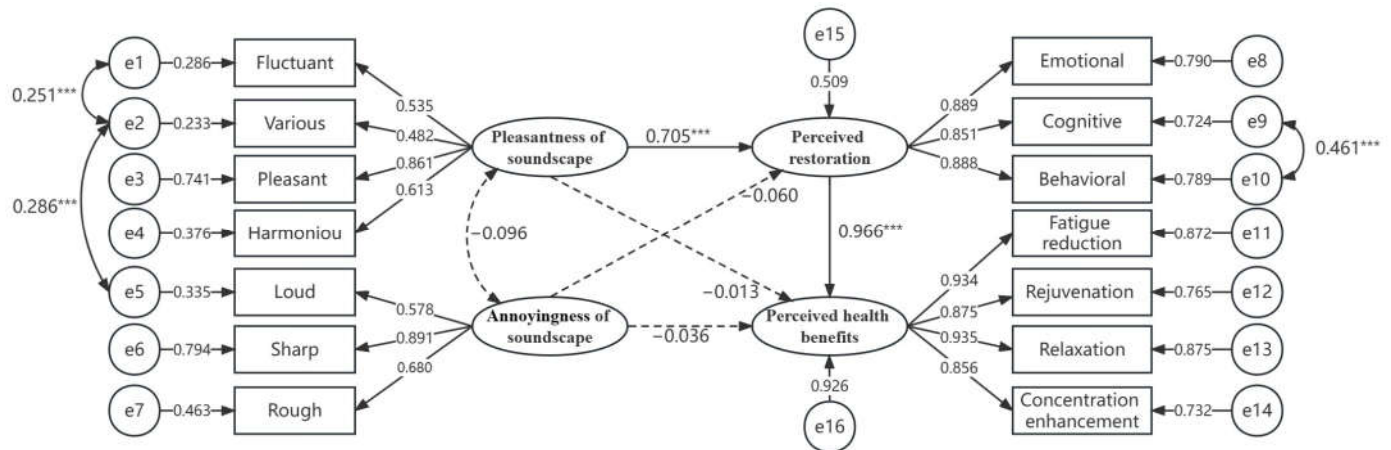 e1
0.286
Fluctuant
0.251***
e2
0.233
Various
e3
0.741
Pleasant
0.286***
e4
0.376
Harmoniou
e5
0.335
Loud
e6
0.794
Sharp
e7
0.463
Rough
0.535
0.482
0.861
0.613
Pleasantness of
soundscape
−0.096
0.578
0.891
0.680
Annoyingness of
soundscape
0.705***
−0.060
−0.013
−0.036
e15
0.509
Perceived
restoration
0.966***
Perceived health
benefits
0.926
e16
0.889
0.851
0.888
Emotional
0.790
e8
Cognitive
0.724
e9
0.461***
Behavioral
0.789
e10
0.934
0.875
0.935
0.856
Fatigue
reduction
0.872
e11
Rejuvenation
0.765
e12
Relaxation
0.875
e13
Concentration
enhancement
0.732
e14